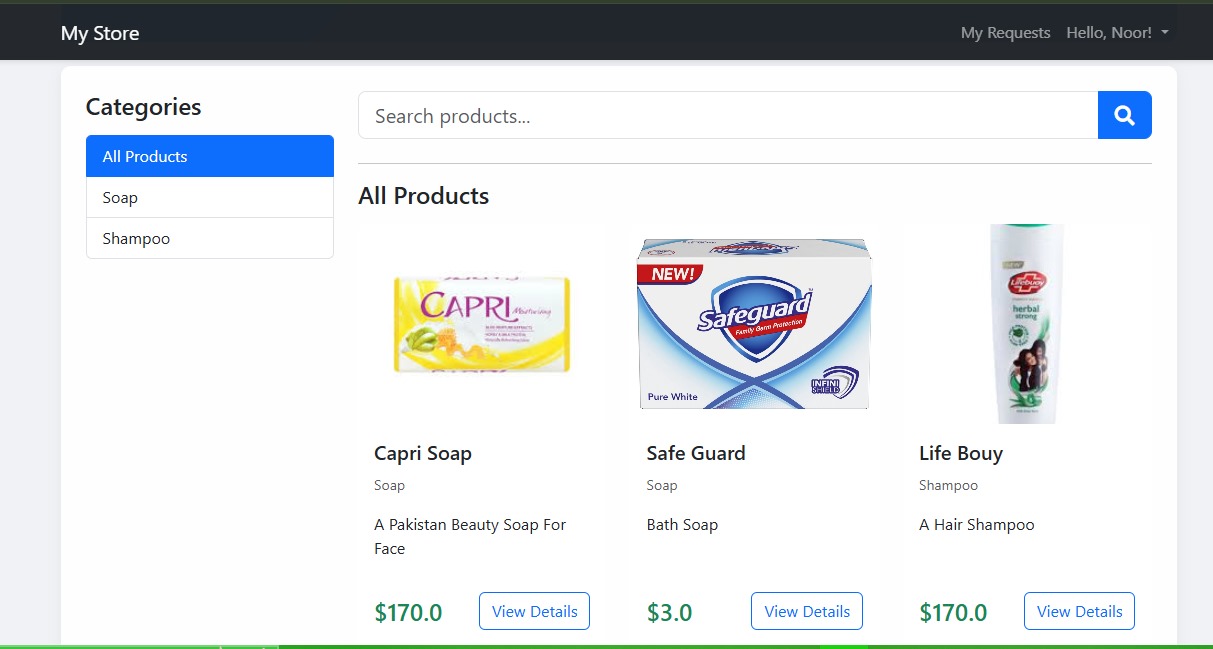 My Store
My Requests
Hello, Noor!
Categories
All Products
Soap
Shampoo
Search products...
All Products
CAPRI
Moisturising
NEW!
Safeguard
Family Germ Protection
INFINI
SHIELD
Pure White
Lifebuoy
herbal
strong
Capri Soap
Soap
A Pakistan Beauty Soap For
Face
$170.0
View Details
Safe Guard
Soap
Bath Soap
$3.0
View Details
Life Bouy
Shampoo
A Hair Shampoo
$170.0
View Details